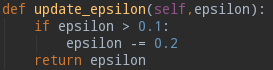 def update_epsilon(self,epsilon):
    if epsilon > 0.1:
        epsilon -= 0.2
    return epsilon